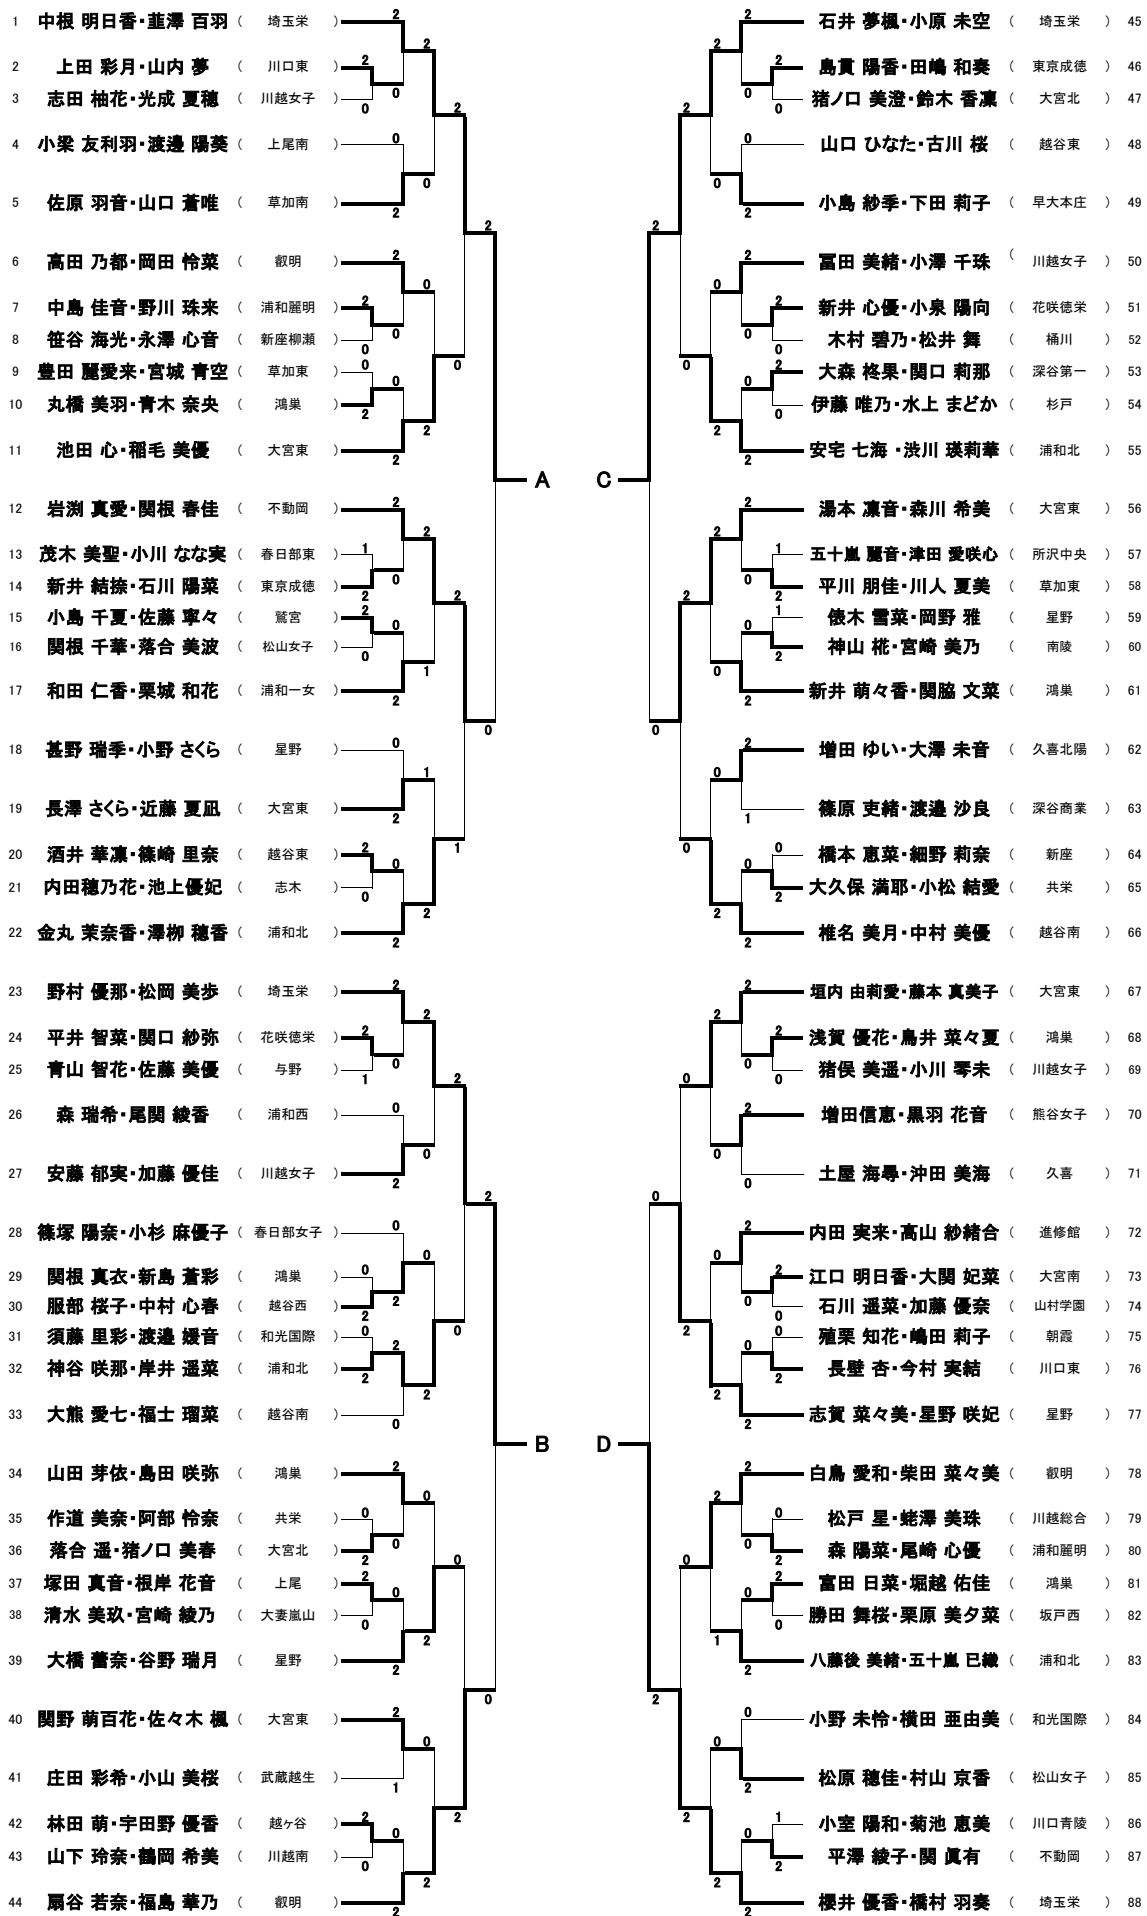 1 中根 明日香・韮澤 百羽 ( 埼玉栄 )
2 上田 彩月・山内 夢 ( 川口東 )
3 志田 柚花・光成 夏穂 ( 川越女子 )
4 小梁 友利羽・渡邊 陽葵 ( 上尾南 )
5 佐原 羽音・山口 蒼唯 ( 草加南 )
6 高田 乃都・岡田 怜菜 ( 叡明 )
7 中島 佳音・野川 珠来 ( 浦和麗明 )
8 笹谷 海光・永澤 心音 ( 新座柳瀬 )
9 豊田 麗愛来・宮城 青空 ( 草加東 )
10 丸橋 美羽・青木 奈央 ( 鴻巣 )
11 池田 心・稲毛 美優 ( 大宮東 )
12 岩渕 真愛・関根 春佳 ( 不動岡 )
13 茂木 美聖・小川 なな実 ( 春日部東 )
14 新井 結捺・石川 陽菜 ( 東京成徳 )
15 小島 千夏・佐藤 寧々 ( 鷲宮 )
16 関根 千華・落合 美波 ( 松山女子 )
17 和田 仁香・栗城 和花 ( 浦和一女 )
18 甚野 瑞季・小野 さくら ( 星野 )
19 長澤 さくら・近藤 夏凪 ( 大宮東 )
20 酒井 華凛・篠崎 里奈 ( 越谷東 )
21 内田穂乃花・池上優妃 ( 志木 )
22 金丸 茉奈香・澤栁 穂香 ( 浦和北 )
23 野村 優那・松岡 美歩 ( 埼玉栄 )
24 平井 智菜・関口 紗弥 ( 花咲徳栄 )
25 青山 智花・佐藤 美優 ( 与野 )
26 森 瑞希・尾関 綾香 ( 浦和西 )
27 安藤 郁実・加藤 優佳 ( 川越女子 )
28 篠塚 陽奈・小杉 麻優子 ( 春日部女子 )
29 関根 真衣・新島 蒼彩 ( 鴻巣 )
30 服部 桜子・中村 心春 ( 越谷西 )
31 須藤 里彩・渡邉 媛音 ( 和光国際 )
32 神谷 咲那・岸井 遥菜 ( 浦和北 )
33 大熊 愛七・福士 瑠菜 ( 越谷南 )
34 山田 芽依・島田 咲弥 ( 鴻巣 )
35 作道 美奈・阿部 怜奈 ( 共栄 )
36 落合 遥・猪ノ口 美春 ( 大宮北 )
37 塚田 真音・根岸 花音 ( 上尾 )
38 清水 美玖・宮崎 綾乃 ( 大妻嵐山 )
39 大橋 蕾奈・谷野 瑞月 ( 星野 )
40 関野 萌百花・佐々木 楓 ( 大宮東 )
41 庄田 彩希・小山 美桜 ( 武蔵越生 )
42 林田 萌・宇田野 優香 ( 越ヶ谷 )
43 山下 玲奈・鶴岡 希美 ( 川越南 )
44 扇谷 若奈・福島 華乃 ( 叡明 )
A
B
C
D
石井 夢楓・小原 未空 ( 埼玉栄 ) 45
島貫 陽香・田嶋 和奏 ( 東京成徳 ) 46
猪ノ口 美澄・鈴木 香凛 ( 大宮北 ) 47
山口 ひなた・古川 桜 ( 越谷東 ) 48
小島 紗季・下田 莉子 ( 早大本庄 ) 49
冨田 美緒・小澤 千珠 ( 川越女子 ) 50
新井 心優・小泉 陽向 ( 花咲徳栄 ) 51
木村 碧乃・松井 舞 ( 桶川 ) 52
大森 柊果・関口 莉那 ( 深谷第一 ) 53
伊藤 唯乃・水上 まどか ( 杉戸 ) 54
安宅 七海・渋川 瑛莉華 ( 浦和北 ) 55
湯本 凛音・森川 希美 ( 大宮東 ) 56
五十嵐 麗音・津田 愛咲心 ( 所沢中央 ) 57
平川 朋佳・川人 夏美 ( 草加東 ) 58
俵木 雪菜・岡野 雅 ( 星野 ) 59
神山 椛・宮崎 美乃 ( 南陵 ) 60
新井 萌々香・関脇 文菜 ( 鴻巣 ) 61
増田 ゆい・大澤 未音 ( 久喜北陽 ) 62
篠原 吏緒・渡邉 沙良 ( 深谷商業 ) 63
橋本 恵菜・細野 莉奈 ( 新座 ) 64
大久保 満耶・小松 結愛 ( 共栄 ) 65
椎名 美月・中村 美優 ( 越谷南 ) 66
垣内 由莉愛・藤本 真美子 ( 大宮東 ) 67
浅賀 優花・鳥井 菜々夏 ( 鴻巣 ) 68
猪俣 美遥・小川 琴未 ( 川越女子 ) 69
増田信恵・黒羽 花音 ( 熊谷女子 ) 70
土屋 海尋・沖田 美海 ( 久喜 ) 71
内田 実来・高山 紗緒合 ( 進修館 ) 72
江口 明日香・大関 妃菜 ( 大宮南 ) 73
石川 遥菜・加藤 優奈 ( 山村学園 ) 74
殖栗 知花・嶋田 莉子 ( 朝霞 ) 75
長壁 杏・今村 実結 ( 川口東 ) 76
志賀 菜々美・星野 咲妃 ( 星野 ) 77
白鳥 愛和・柴田 菜々美 ( 叡明 ) 78
松戸 星・蛯澤 美珠 ( 川越総合 ) 79
森 陽菜・尾崎 心優 ( 浦和麗明 ) 80
富田 日菜・堀越 佑佳 ( 鴻巣 ) 81
勝田 舞桜・栗原 美夕菜 ( 坂戸西 ) 82
八藤後 美緒・五十嵐 已織 ( 浦和北 ) 83
小野 未怜・横田 亜由美 ( 和光国際 ) 84
松原 穂佳・村山 京香 ( 松山女子 ) 85
小室 陽和・菊池 恵美 ( 川口青陵 ) 86
平澤 綾子・関 眞有 ( 不動岡 ) 87
櫻井 優香・橋村 羽奏 ( 埼玉栄 ) 88